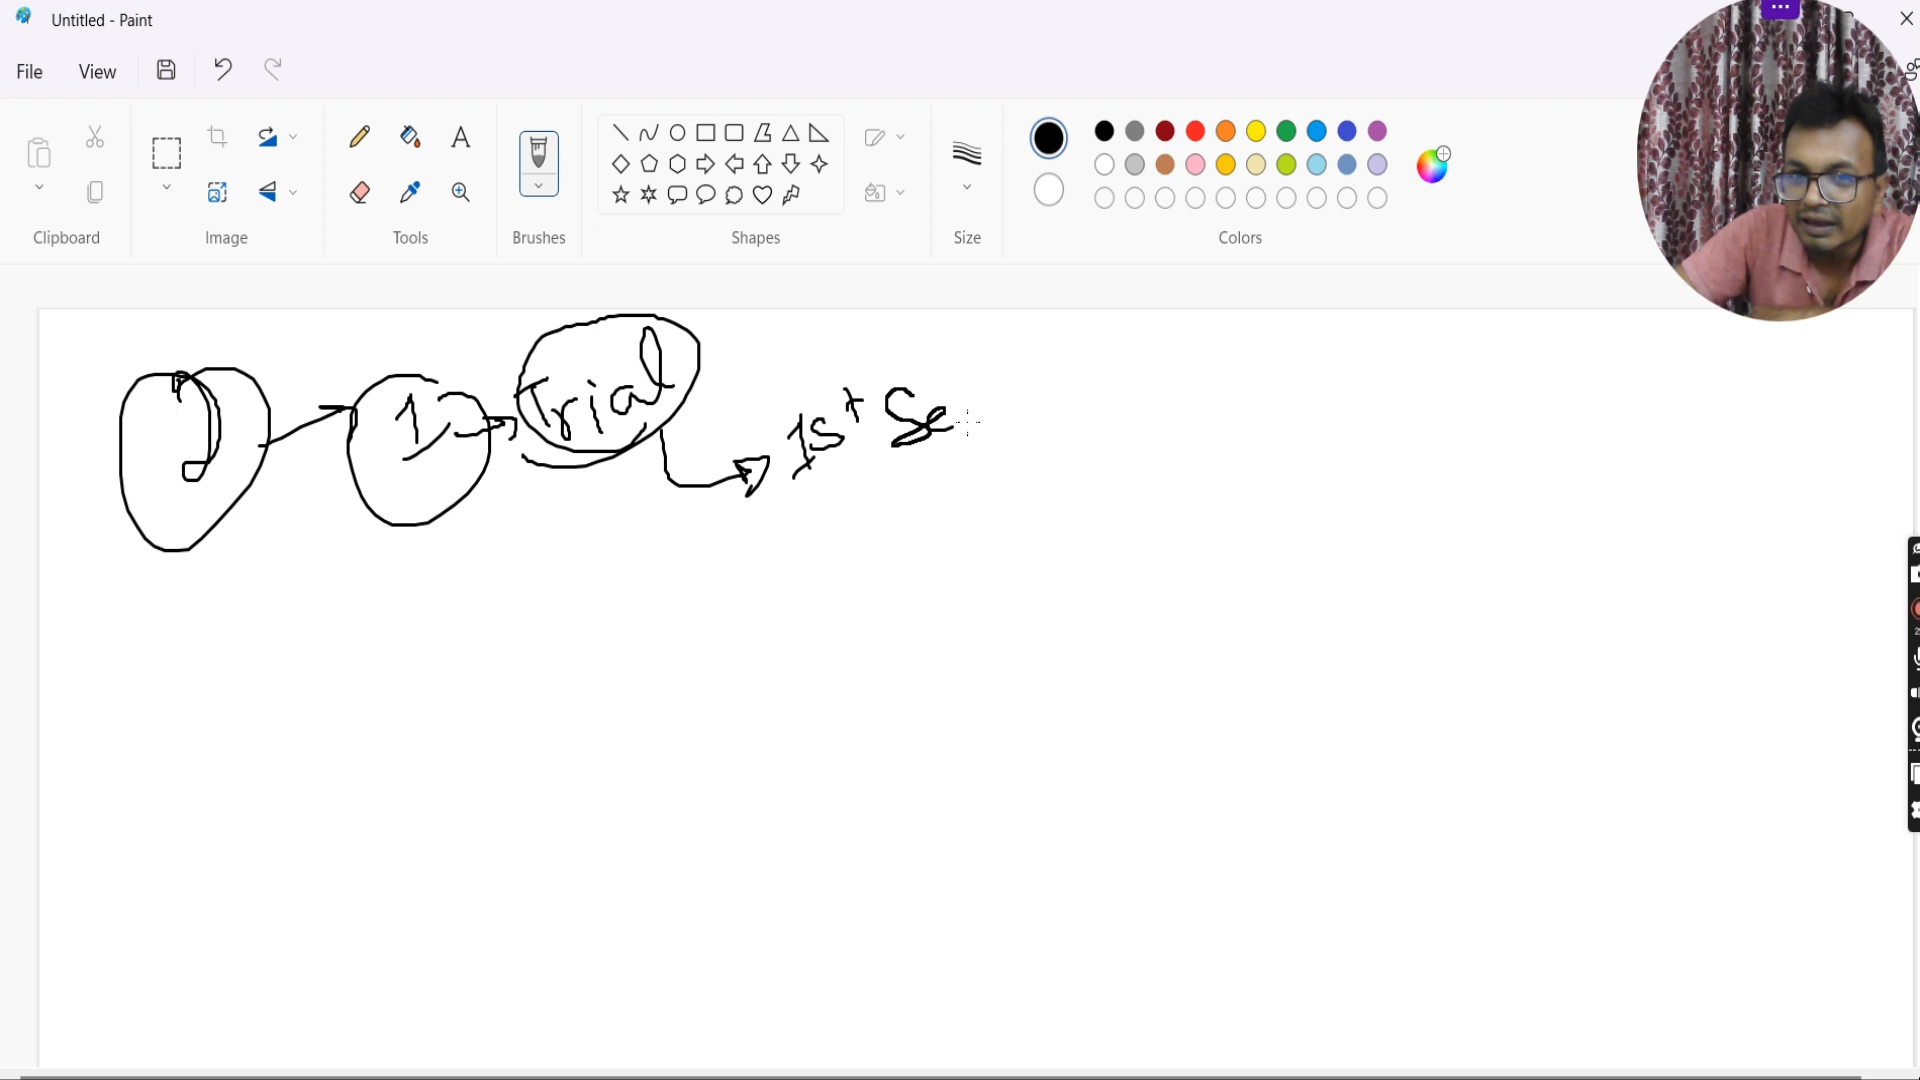 Untitled - Paint
File View
Clipboard Image Tools Brushes Shapes Size Colors
1 Trial 1st Se